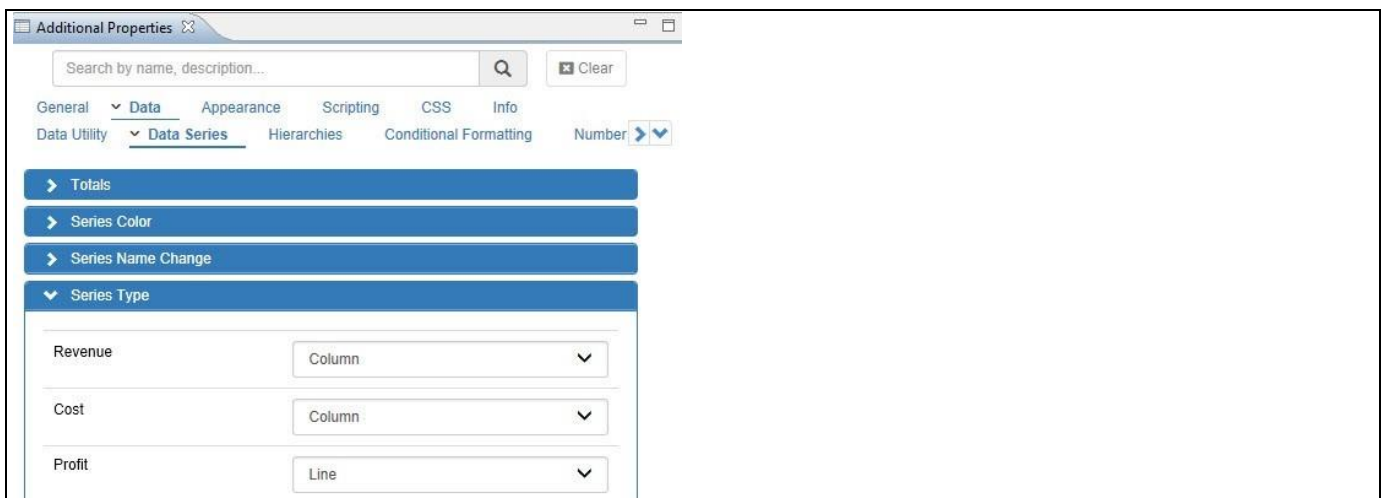 Additional Properties
Search by name, description...
Clear
General Data Appearance Scripting CSS Info
Data Utility Data Series Hierarchies Conditional Formatting Number
Totals
Series Color
Series Name Change
Series Type
Revenue Column
Cost Column
Profit Line